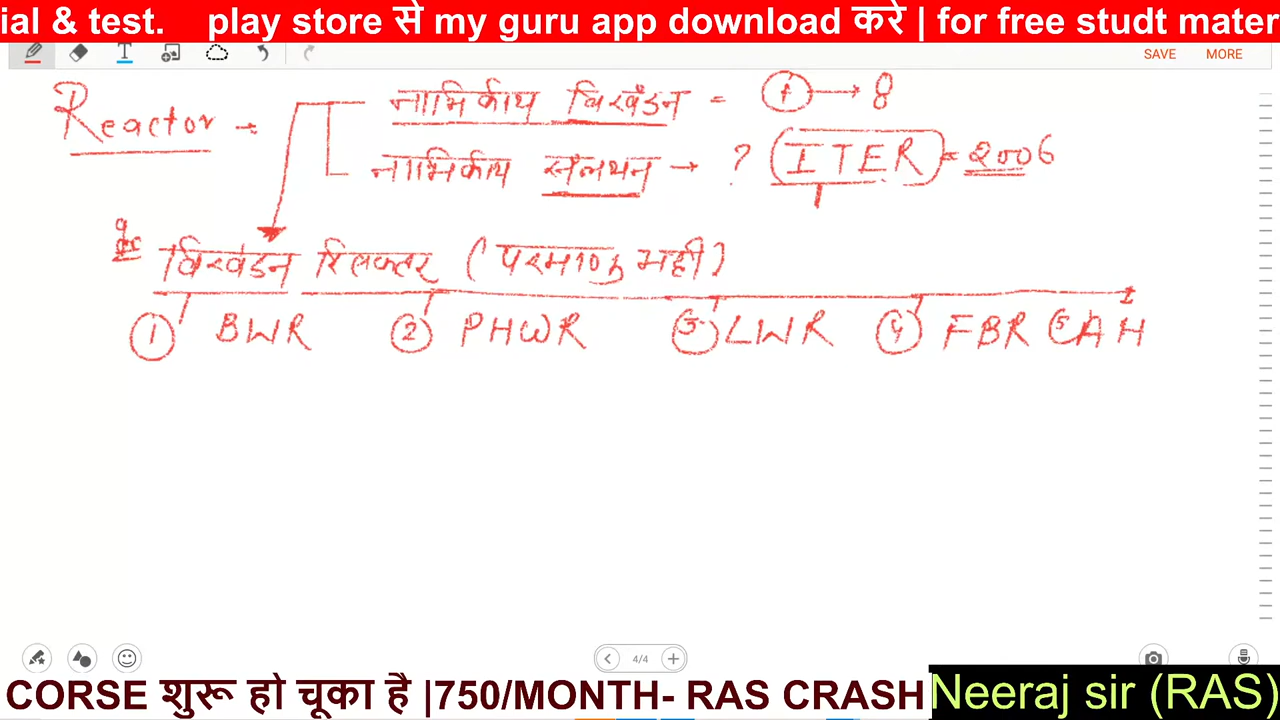 ial & test. play store से my guru app download करे | for free studt mater
SAVE MORE
Reactor → नाभिकीय विखंडन = 1 → 8
नाभिकीय संलयन → ? (ITER) = 2006
विखंडन रिएक्टर (परमाणु भट्टी)
① BWR ② PHWR ③ LWR ④ FBR ⑤ AH
4/4
CORSE शुरू हो चूका है |750/MONTH- RAS CRASH Neeraj sir (RAS)